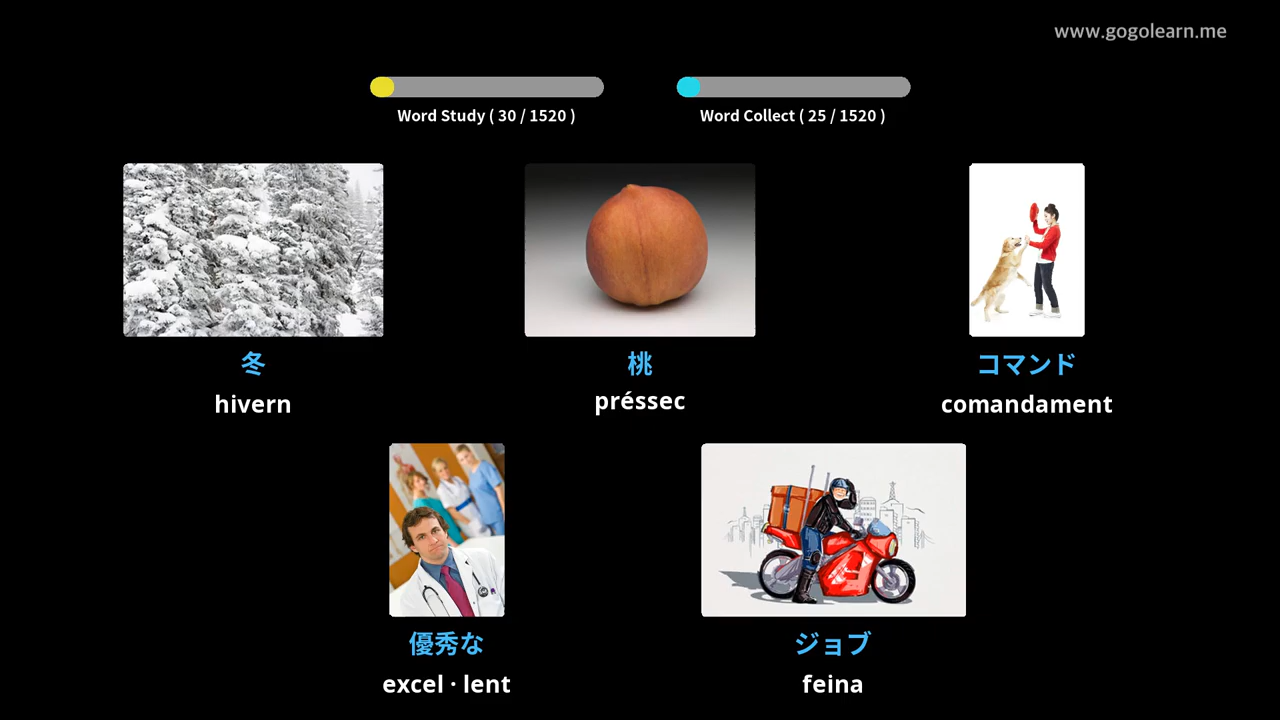 www.gogolearn.me
Word Study ( 30 / 1520 )
Word Collect ( 25 / 1520 )
冬
hivern
桃
préssec
コマンド
comandament
優秀な
excel · lent
ジョブ
feina